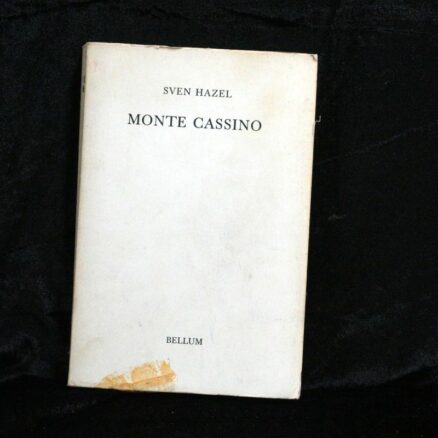 SVEN HAZEL
MONTE CASSINO
BELLUM